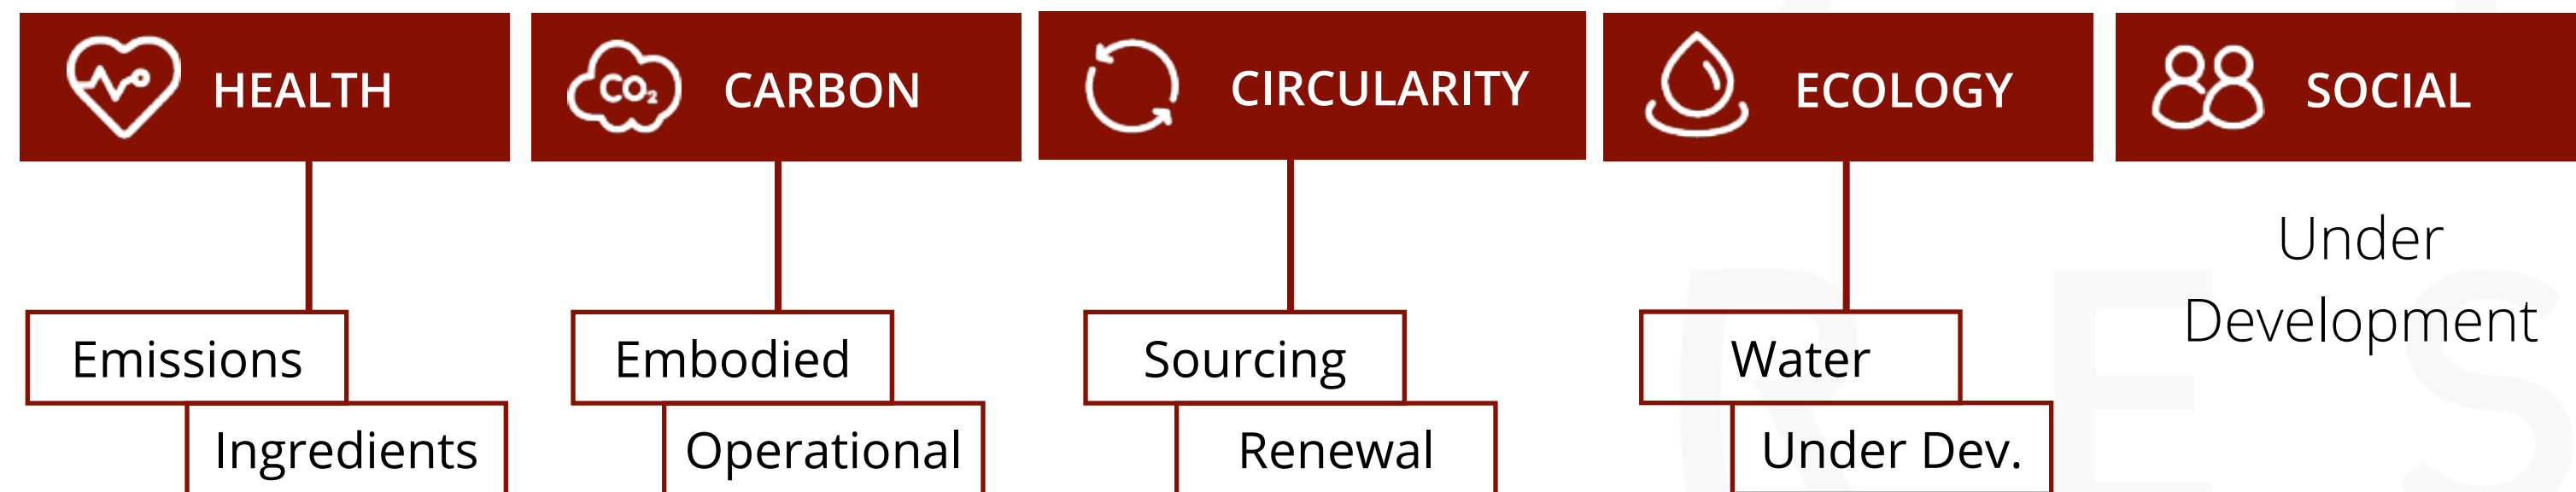 HEALTH
CO₂
CARBON
CIRCULARITY
ECOLOGY
SOCIAL
Under
Development
Emissions
Embodied
Sourcing
Water
Ingredients
Operational
Renewal
Under Dev.
R E S